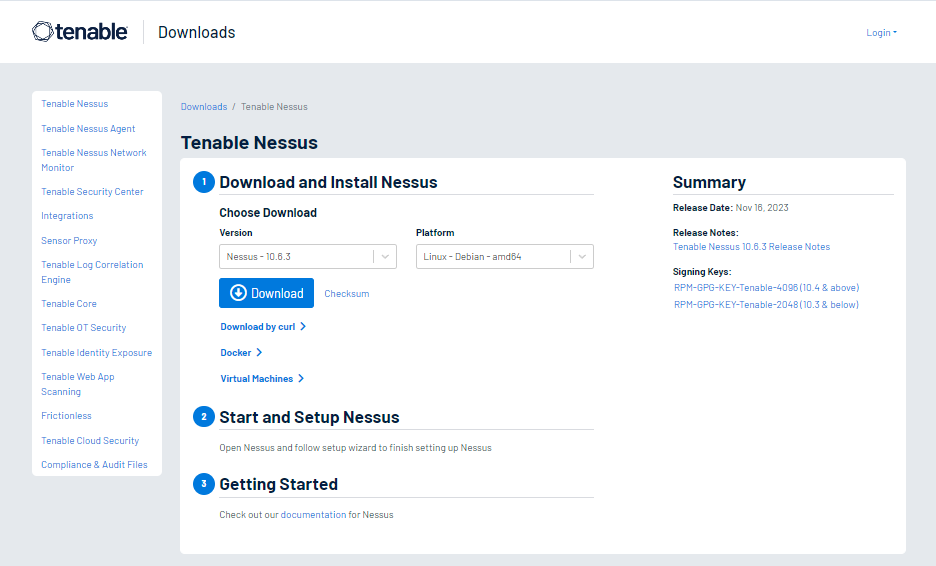 tenable
Downloads
Login
Tenable Nessus
Tenable Nessus Agent
Tenable Nessus Network
Monitor
Tenable Security Center
Integrations
Sensor Proxy
Tenable Log Correlation
Engine
Tenable Core
Tenable OT Security
Tenable Identity Exposure
Tenable Web App
Scanning
Frictionless
Tenable Cloud Security
Compliance & Audit Files
Downloads / Tenable Nessus
Tenable Nessus
1 Download and Install Nessus
Choose Download
Version
Platform
Nessus - 10.6.3
Linux - Debian - amd64
Download
Checksum
Download by curl
Docker
Virtual Machines
2 Start and Setup Nessus
Open Nessus and follow setup wizard to finish setting up Nessus
3 Getting Started
Check out our documentation for Nessus
Summary
Release Date: Nov 16, 2023
Release Notes:
Tenable Nessus 10.6.3 Release Notes
Signing Keys:
RPM-GPG-KEY-Tenable-4096 (10.4 & above)
RPM-GPG-KEY-Tenable-2048 (10.3 & below)